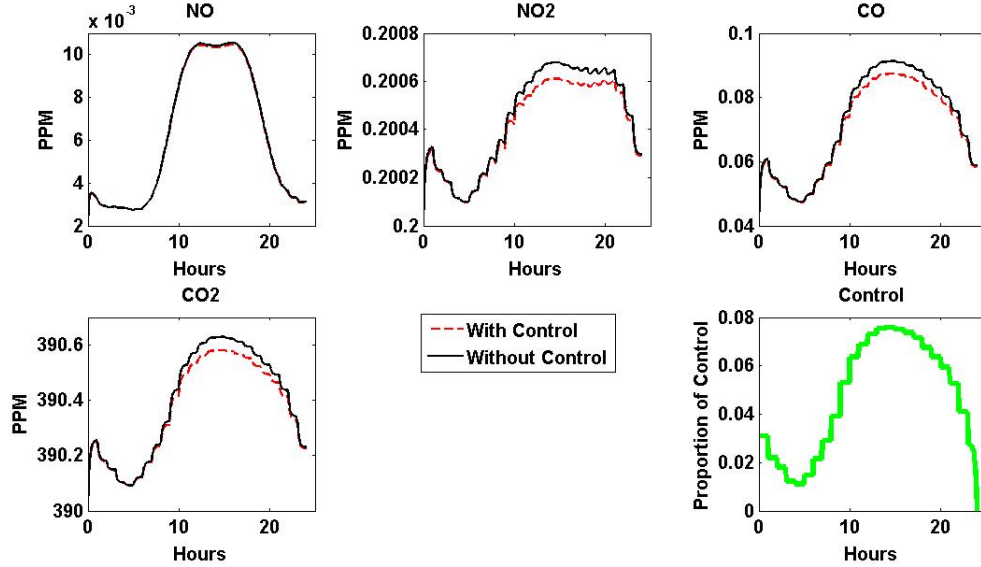 NO
x 10-3
10
8
6
4
2
PPM
0 10 20
Hours
NO2
0.2008
0.2006
0.2004
0.2002
0.2
PPM
0 10 20
Hours
CO
0.1
0.08
0.06
0.04
PPM
0 10 20
Hours
CO2
390.6
390.4
390.2
390
PPM
0 10 20
Hours
With Control
Without Control
Control
0.08
0.06
0.04
0.02
0
Proportion of Control
0 10 20
Hours